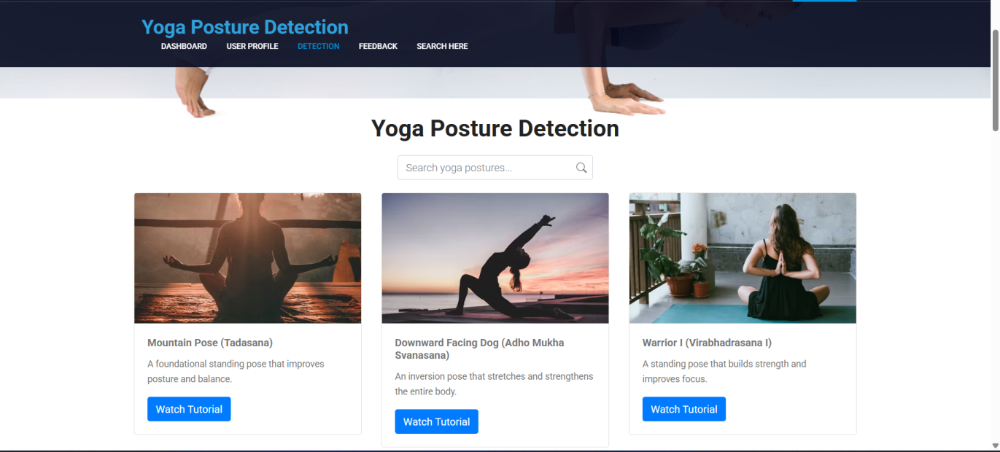 Yoga Posture Detection
DASHBOARD USER PROFILE DETECTION FEEDBACK SEARCH HERE
Yoga Posture Detection
Search yoga postures...
Mountain Pose (Tadasana)
A foundational standing pose that improves
posture and balance.
Watch Tutorial
Downward Facing Dog (Adho Mukha
Svanasana)
An inversion pose that stretches and strengthens
the entire body.
Watch Tutorial
Warrior I (Virabhadrasana I)
A standing pose that builds strength and
improves focus.
Watch Tutorial